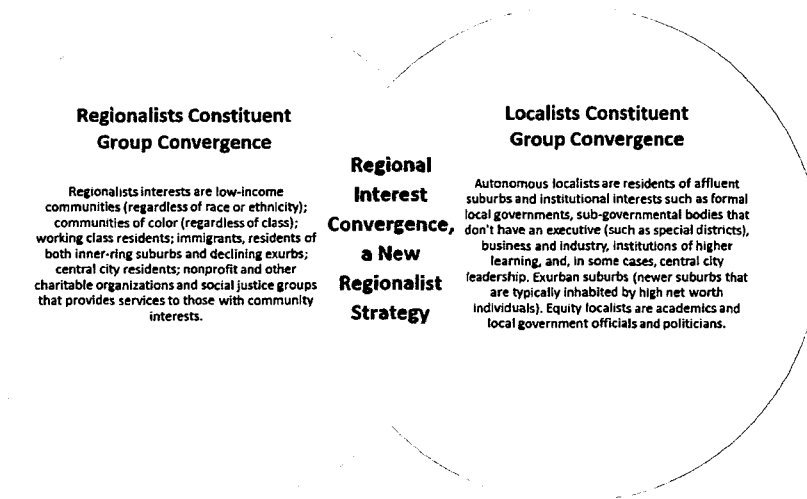 Regionalists Constituent
Group Convergence
Regionalists interests are low-income
communities (regardless of race or ethnicity);
communities of color (regardless of class);
working class residents; immigrants, residents of
both inner-ring suburbs and declining exurbs;
central city residents; nonprofit and other
charitable organizations and social justice groups
that provides services to those with community
interests.
Regional
Interest
Convergence,
a New
Regionalist
Strategy
Localists Constituent
Group Convergence
Autonomous localists are residents of affluent
suburbs and institutional interests such as formal
local governments, sub-governmental bodies that
don't have an executive (such as special districts),
business and industry, institutions of higher
learning, and, in some cases, central city
leadership. Exurban suburbs (newer suburbs that
are typically inhabited by high net worth
individuals). Equity localists are academics and
local government officials and politicians.